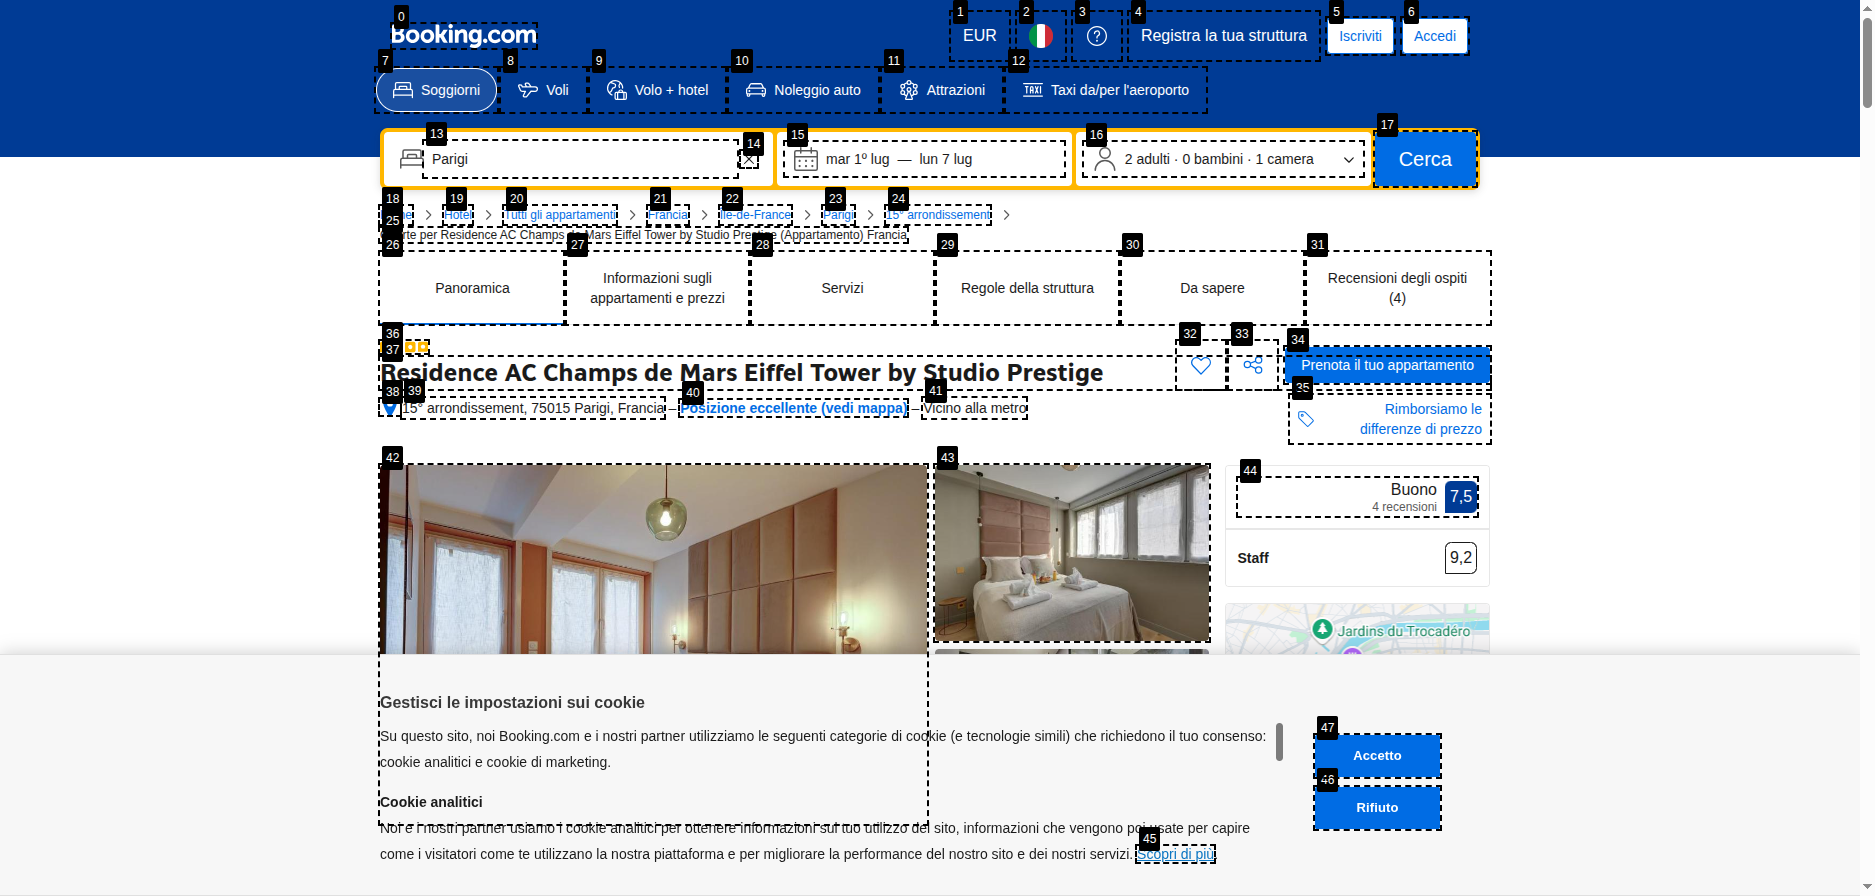 Booking.com
EUR
Registra la tua struttura
Iscriviti
Accedi
Soggiorni
Voli
Volo + hotel
Noleggio auto
Attrazioni
Taxi da/per l'aeroporto
Parigi
mar 1º lug — lun 7 lug
2 adulti · 0 bambini · 1 camera
Cerca
Hotel
Tutti gli appartamenti
Francia
Île-de-France
Parigi
15° arrondissement
per Residence AC Champs de Mars Eiffel Tower by Studio Prestige (Appartamento) Francia
Panoramica
Informazioni sugli
appartamenti e prezzi
Servizi
Regole della struttura
Da sapere
Recensioni degli ospiti
(4)
Residence AC Champs de Mars Eiffel Tower by Studio Prestige
Prenota il tuo appartamento
15° arrondissement, 75015 Parigi, Francia – Posizione eccellente (vedi mappa) – Vicino alla metro
Rimborsiamo le
differenze di prezzo
Buono
4 recensioni
7,5
Staff
9,2
Jardins du Trocadéro
Gestisci le impostazioni sui cookie
Su questo sito, noi Booking.com e i nostri partner utilizziamo le seguenti categorie di cookie (e tecnologie simili) che richiedono il tuo consenso:
cookie analitici e cookie di marketing.
Cookie analitici
Noi e i nostri partner usiamo i cookie analitici per ottenere informazioni sul tuo utilizzo del sito, informazioni che vengono poi usate per capire
come i visitatori come te utilizzano la nostra piattaforma e per migliorare la performance del nostro sito e dei nostri servizi. Scopri di più.
Accetto
Rifiuto
0
1
2
3
4
5
6
7
8
9
10
11
12
13
14
15
16
17
18
19
20
21
22
23
24
25
26
27
28
29
30
31
32
33
34
35
36
37
38
39
40
41
42
43
44
45
46
47